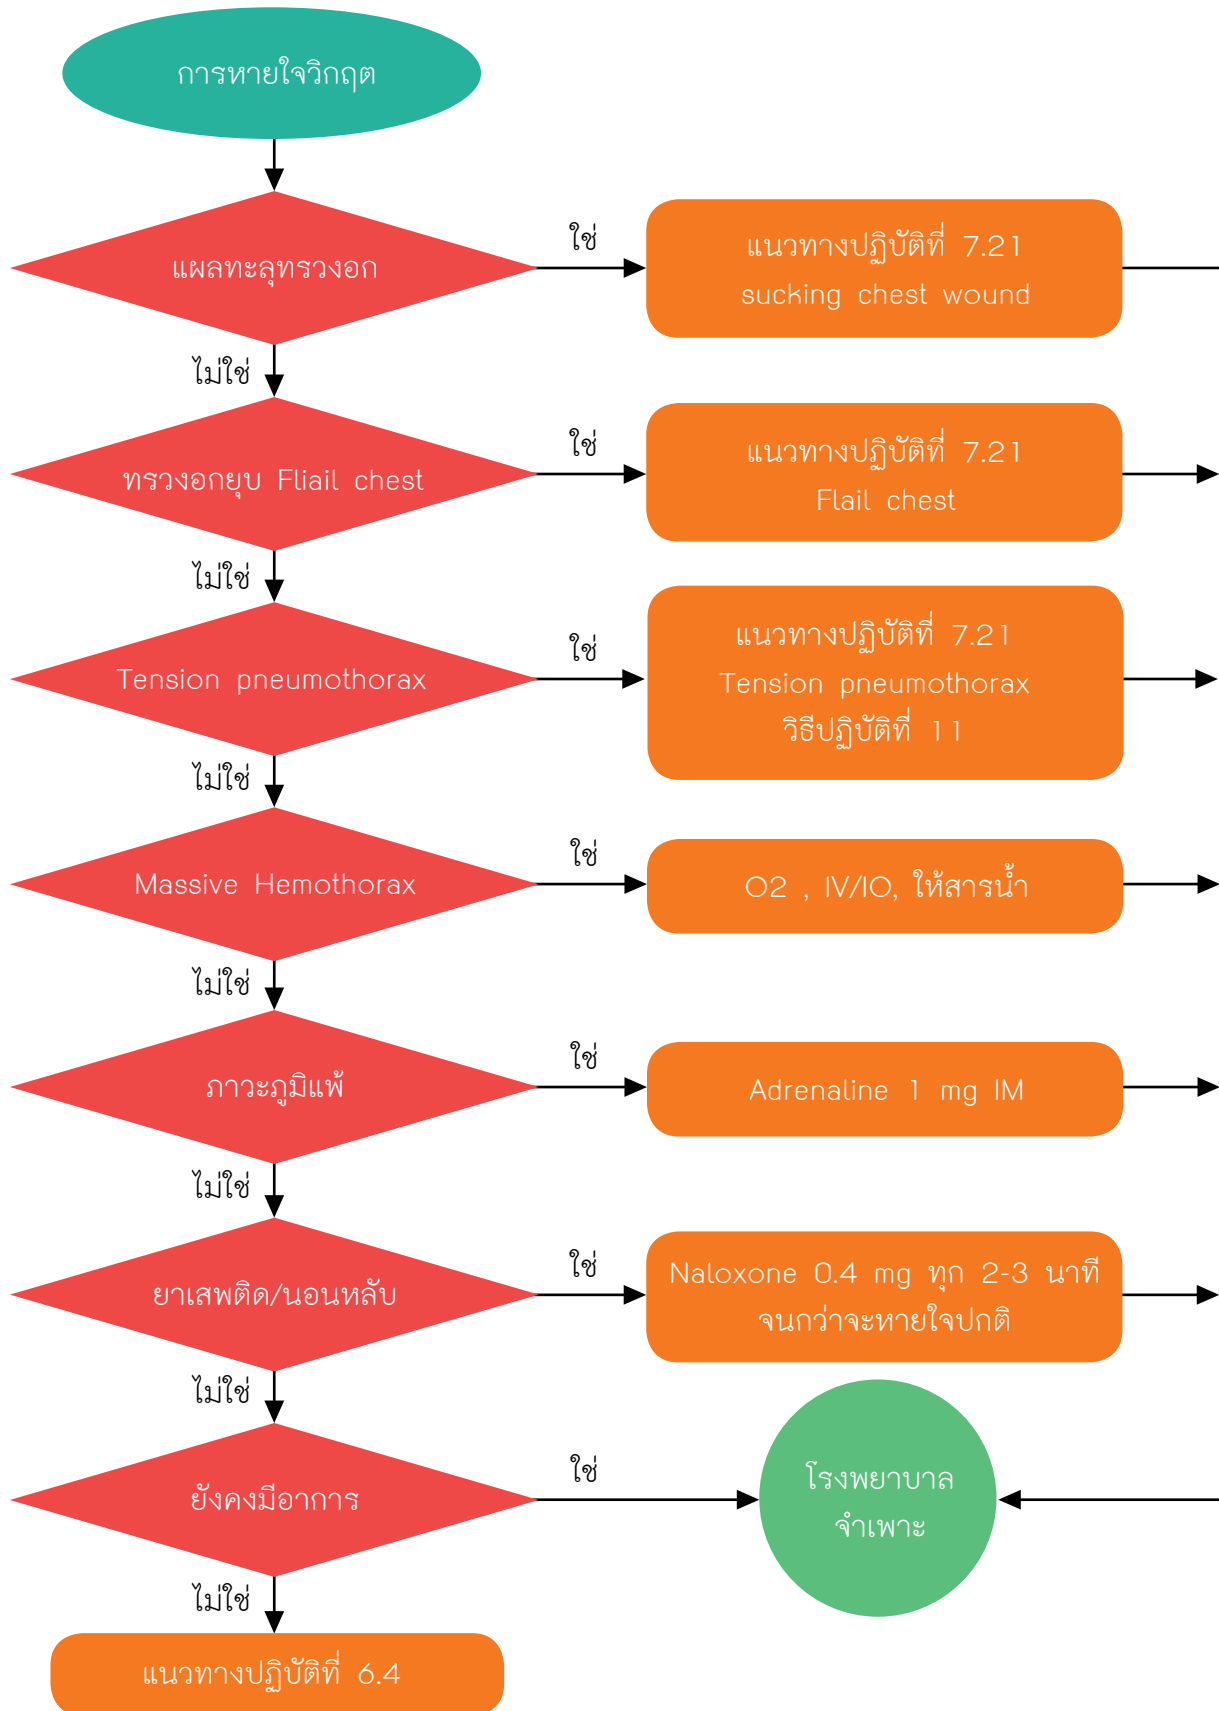 การหายใจวิกฤต
แผลทะลุทรวงอก
ใช่
แนวทางปฏิบัติที่ 7.21
sucking chest wound
ไม่ใช่
ทรวงอกยุบ Fliail chest
ใช่
แนวทางปฏิบัติที่ 7.21
Flail chest
ไม่ใช่
Tension pneumothorax
ใช่
แนวทางปฏิบัติที่ 7.21
Tension pneumothorax
วิธีปฏิบัติที่ 11
ไม่ใช่
Massive Hemothorax
ใช่
O2 , IV/IO, ให้สารน้ำ
ไม่ใช่
ภาวะภูมิแพ้
ใช่
Adrenaline 1 mg IM
ไม่ใช่
ยาเสพติด/นอนหลับ
ใช่
Naloxone 0.4 mg ทุก 2-3 นาที
จนกว่าจะหายใจปกติ
ไม่ใช่
ยังคงมีอาการ
ใช่
โรงพยาบาล
จำเพาะ
ไม่ใช่
แนวทางปฏิบัติที่ 6.4